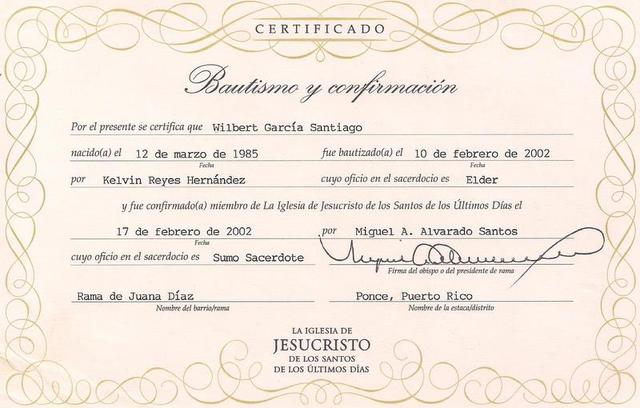 CERTIFICADO
Bautismo y confirmación
Por el presente se certifica que Wilbert García Santiago
nacido(a) el 12 de marzo de 1985 fue bautizado(a) el 10 de febrero de 2002
Fecha Fecha
por Kelvin Reyes Hernández cuyo oficio en el sacerdocio es Elder
y fue confirmado(a) miembro de La Iglesia de Jesucristo de los Santos de los Últimos Días el
17 de febrero de 2002 por Miguel A. Alvarado Santos
Fecha
cuyo oficio en el sacerdocio es Sumo Sacerdote
Firma del obispo o del presidente de rama
Rama de Juana Díaz Ponce, Puerto Rico
Nombre del barrio/rama Nombre de la estaca/distrito
LA IGLESIA DE
JESUCRISTO
DE LOS SANTOS
DE LOS ÚLTIMOS DÍAS